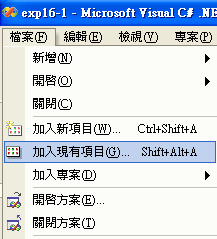 exp16-1 - Microsoft Visual C# .NE
檔案(F) 編輯(E) 檢視(V) 專案(P)
新增(N)
開啓(O)
關閉(C)
加入新項目(W)... Ctrl+Shift+A
加入現有項目(G)... Shift+Alt+A
加入專案(D)
開啓方案(E)...
關閉方案(T)